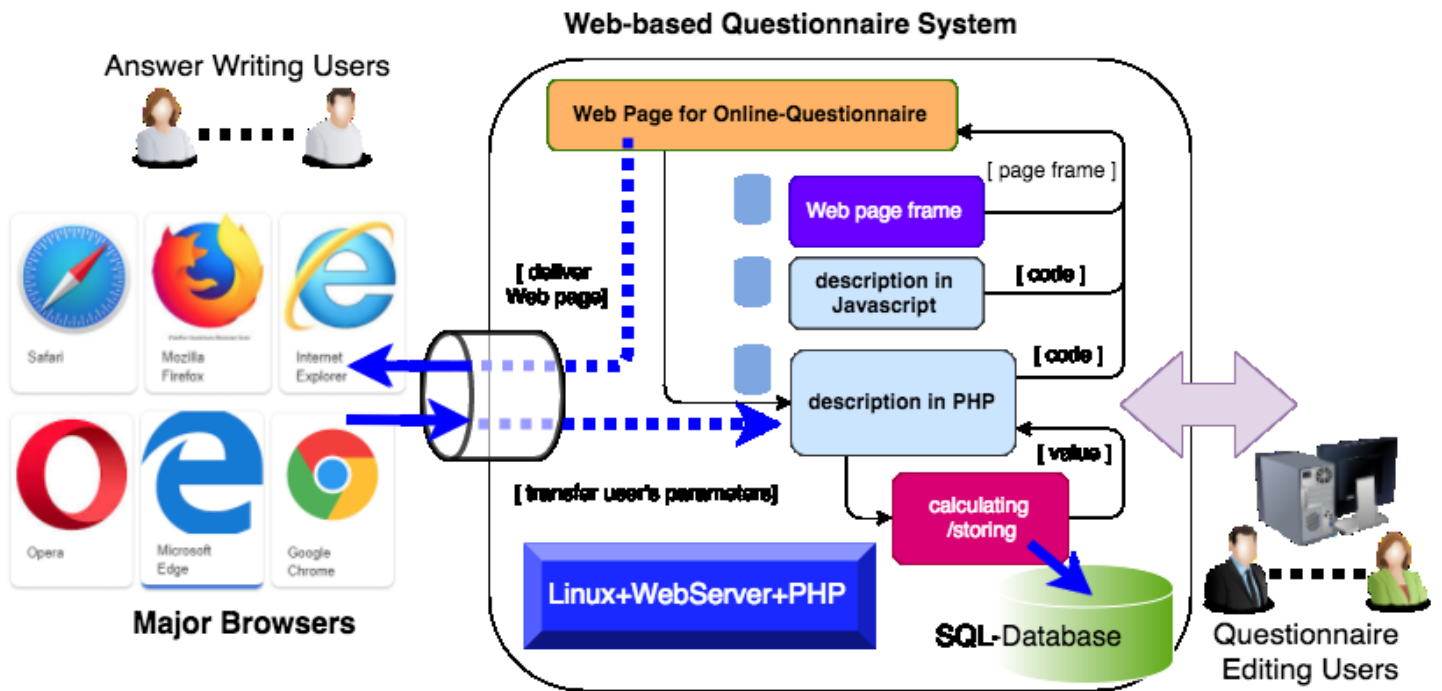 Web-based Questionnaire System
Answer Writing Users
Web Page for Online-Questionnaire
[ page frame ]
Web page frame
[ deliver
Web page]
description in
Javascript
[ code ]
Safari
Mozilla
Firefox
Internet
Explorer
[ code ]
description in PHP
[ value ]
[ transfer user's parameters]
calculating
/storing
Opera
Microsoft
Edge
Google
Chrome
Linux+WebServer+PHP
Major Browsers
SQL-Database
Questionnaire
Editing Users